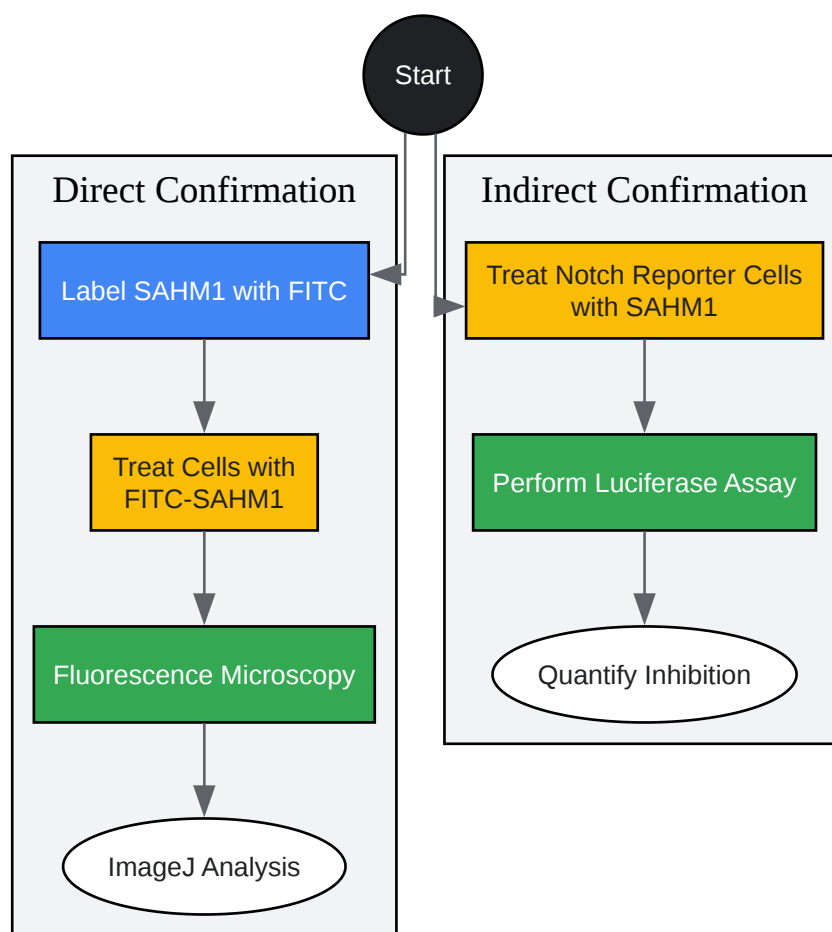 Start
Direct Confirmation
Label SAHM1 with FITC
Treat Cells with
FITC-SAHM1
Fluorescence Microscopy
ImageJ Analysis
Indirect Confirmation
Treat Notch Reporter Cells
with SAHM1
Perform Luciferase Assay
Quantify Inhibition